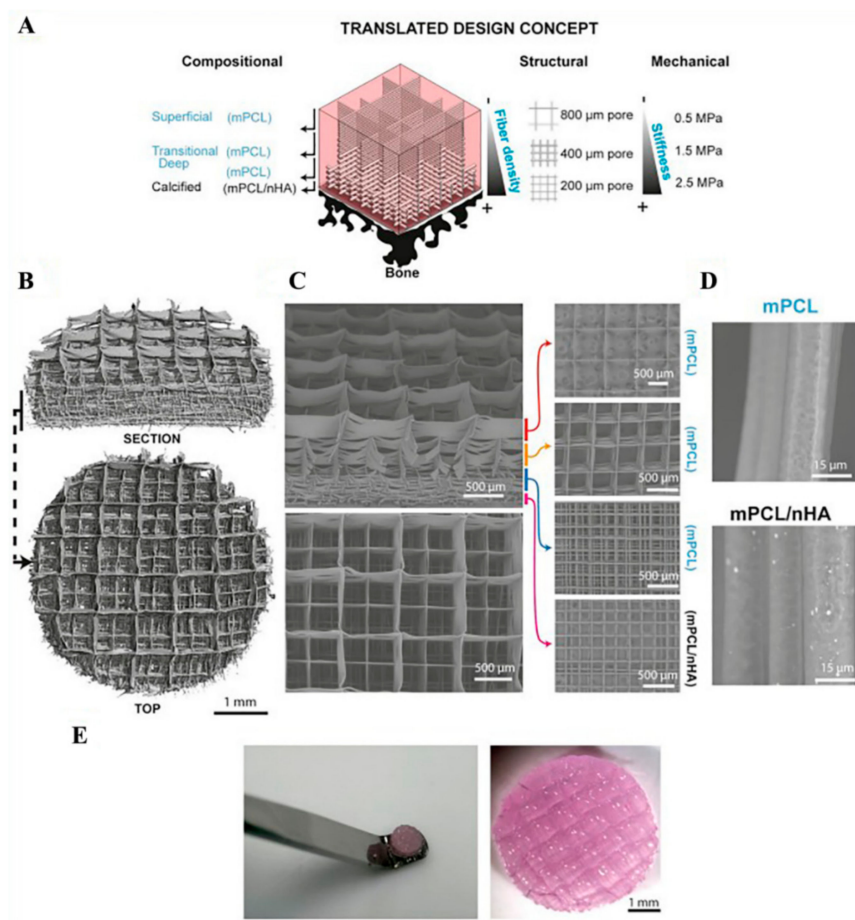 A
TRANSLATED DESIGN CONCEPT
Compositional
Structural
Mechanical
Superficial (mPCL)
Transitional (mPCL)
Deep
(mPCL)
Calcified (mPCL/nHA)
Bone
-
Fiber density
+
800 µm pore
400 µm pore
200 µm pore
-
Stiffness
+
0.5 MPa
1.5 MPa
2.5 MPa
B
SECTION
TOP
1 mm
C
500 µm
500 µm
500 µm
(mPCL)
500 µm
(mPCL)
500 µm
(mPCL)
500 µm
(mPCL/nHA)
D
mPCL
15 µm
mPCL/nHA
15 µm
E
1 mm